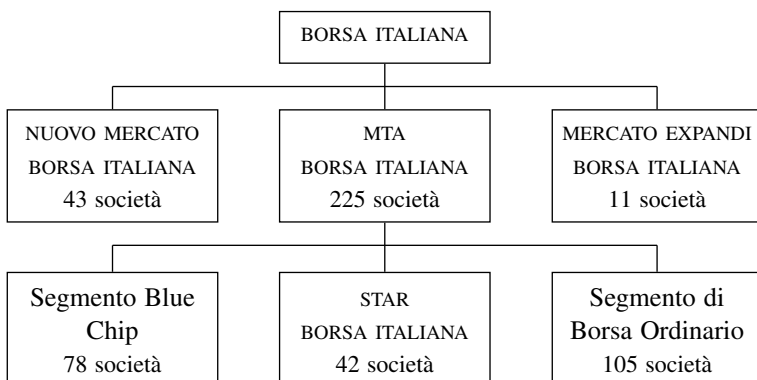 BORSA ITALIANA
NUOVO MERCATO
BORSA ITALIANA
43 società
MTA
BORSA ITALIANA
225 società
MERCATO EXPANDI
BORSA ITALIANA
11 società
Segmento Blue
Chip
78 società
STAR
BORSA ITALIANA
42 società
Segmento di
Borsa Ordinario
105 società